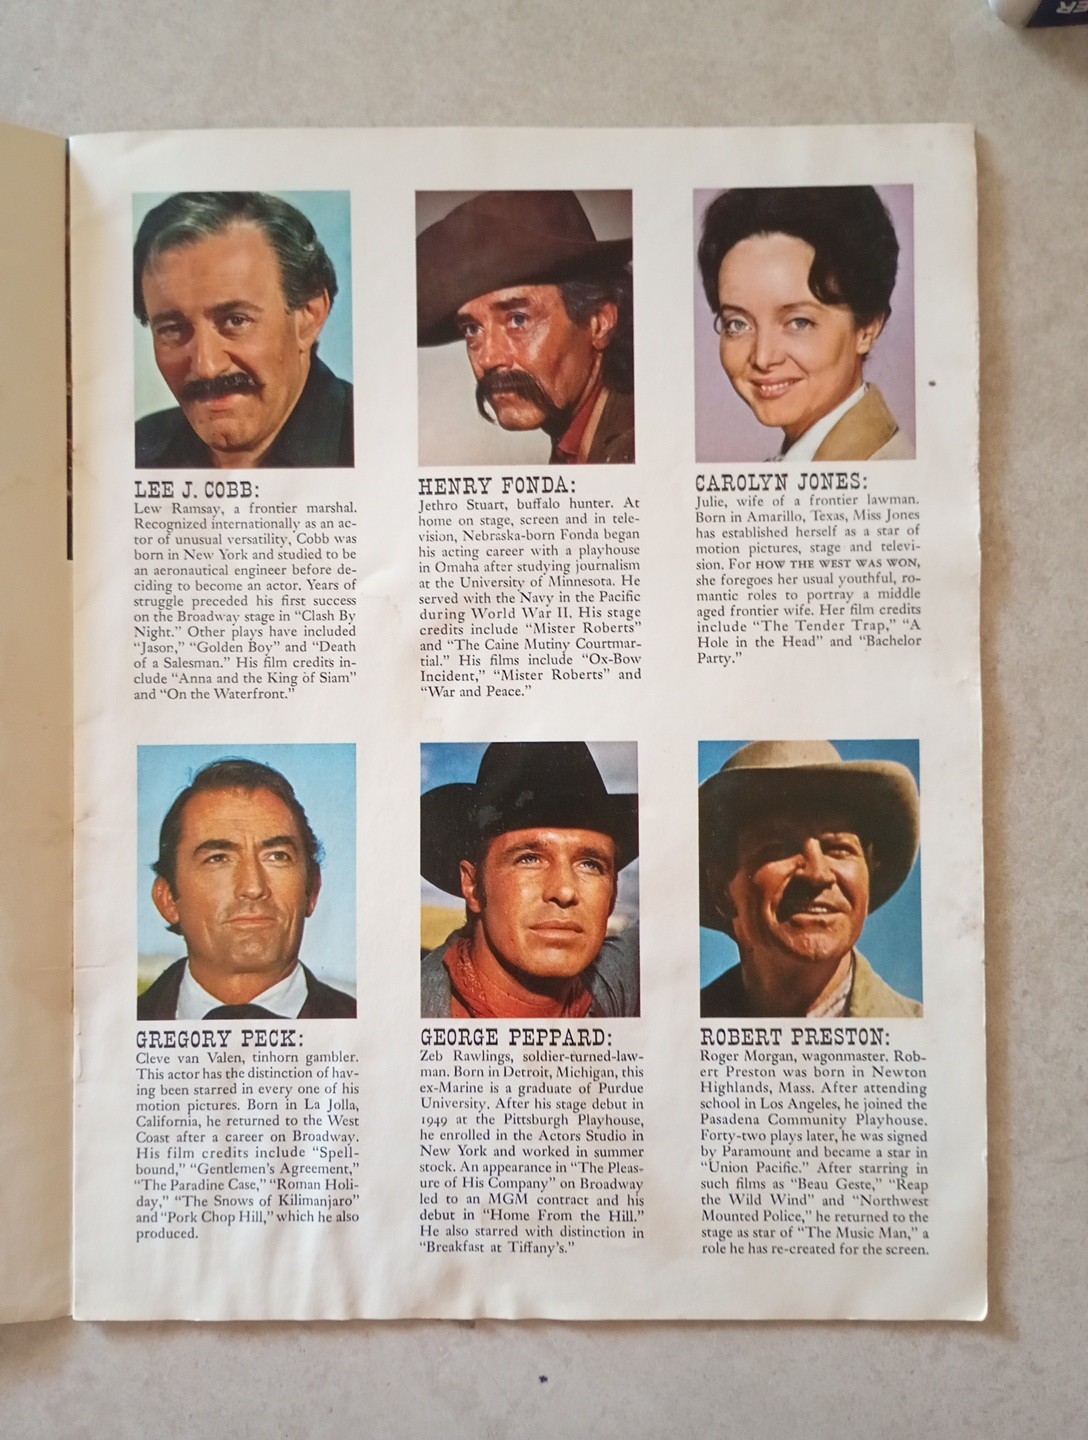 LEE J. COBB:
Lew Ramsay, a frontier marshal.
Recognized internationally as an ac-
tor of unusual versatility, Cobb was
born in New York and studied to be
an aeronautical engineer before de-
ciding to become an actor. Years of
struggle preceded his first success
on the Broadway stage in “Clash By
Night.” Other plays have included
“Jason,” “Golden Boy” and “Death
of a Salesman.” His film credits in-
clude “Anna and the King of Siam”
and “On the Waterfront.”
HENRY FONDA:
Jethro Stuart, buffalo hunter. At
home on stage, screen and in tele-
vision, Nebraska-born Fonda began
his acting career with a playhouse
in Omaha after studying journalism
at the University of Minnesota. He
served with the Navy in the Pacific
during World War II. His stage
credits include “Mister Roberts”
and “The Caine Mutiny Courtmar-
tial.” His films include “Ox-Bow
Incident,” “Mister Roberts” and
“War and Peace.”
CAROLYN JONES:
Julie, wife of a frontier lawman.
Born in Amarillo, Texas, Miss Jones
has established herself as a star of
motion pictures, stage and televi-
sion. For HOW THE WEST WAS WON,
she foregoes her usual youthful, ro-
mantic roles to portray a middle
aged frontier wife. Her film credits
include “The Tender Trap,” “A
Hole in the Head” and “Bachelor
Party.”
GREGORY PECK:
Cleve van Valen, tinhorn gambler.
This actor has the distinction of hav-
ing been starred in every one of his
motion pictures. Born in La Jolla,
California, he returned to the West
Coast after a career on Broadway.
His film credits include “Spell-
bound,” “Gentlemen’s Agreement,”
“The Paradine Case,” “Roman Holi-
day,” “The Snows of Kilimanjaro”
and “Pork Chop Hill,” which he also
produced.
GEORGE PEPPARD:
Zeb Rawlings, soldier-turned-law-
man. Born in Detroit, Michigan, this
ex-Marine is a graduate of Purdue
University. After his stage debut in
1949 at the Pittsburgh Playhouse,
he enrolled in the Actors Studio in
New York and worked in summer
stock. An appearance in “The Pleas-
ure of His Company” on Broadway
led to an MGM contract and his
debut in “Home From the Hill.”
He also starred with distinction in
“Breakfast at Tiffany’s.”
ROBERT PRESTON:
Roger Morgan, wagonmaster. Rob-
ert Preston was born in Newton
Highlands, Mass. After attending
school in Los Angeles, he joined the
Pasadena Community Playhouse.
Forty-two plays later, he was signed
by Paramount and became a star in
“Union Pacific.” After starring in
such films as “Beau Geste,” “Reap
the Wild Wind” and “Northwest
Mounted Police,” he returned to the
stage as star of “The Music Man,” a
role he has re-created for the screen.